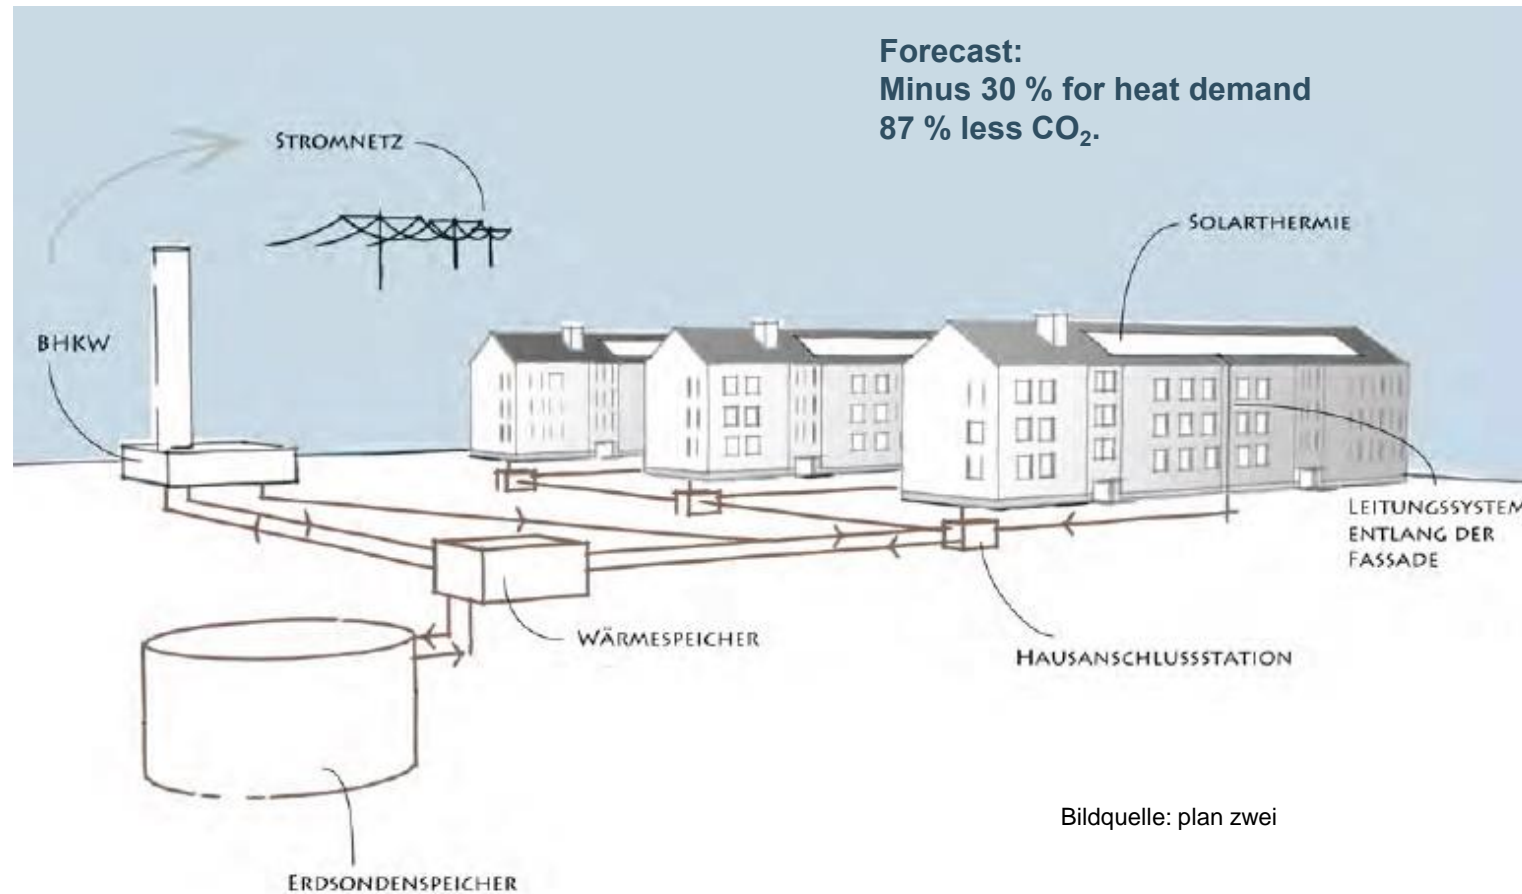 Forecast:
Minus 30 % for heat demand
87 % less CO₂.
STROMNETZ
SOLARTHERMIE
BHKW
LEITUNGSSYSTEM
ENTLANG DER
FASSADE
WÄRMESPEICHER
HAUSANSCHLUSSSTATION
Bildquelle: plan zwei
ERDSONDENSPEICHER